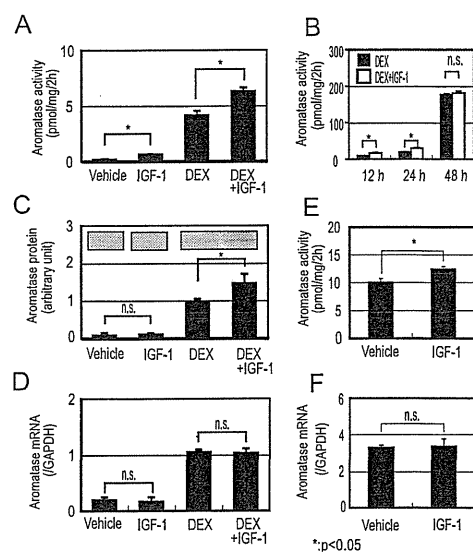 A
Aromatase activity
(pmol/mg/2h)
10
5
0
*
*
Vehicle
IGF-1
DEX
DEX
+IGF-1
B
Aromatase activity
(pmol/mg/2h)
300
200
100
0
DEX
DEX+IGF-1
n.s.
*
*
12 h
24 h
48 h
C
Aromatase protein
(arbitrary unit)
3
2
1
0
n.s.
*
Vehicle
IGF-1
DEX
DEX
+IGF-1
E
Aromatase activity
(pmol/mg/2h)
20
15
10
5
0
*
Vehicle
IGF-1
D
Aromatase mRNA
(/GAPDH)
2
1
0
n.s.
n.s.
Vehicle
IGF-1
DEX
DEX
+IGF-1
F
Aromatase mRNA
(/GAPDH)
6
4
2
0
n.s.
Vehicle
IGF-1
*:p<0.05